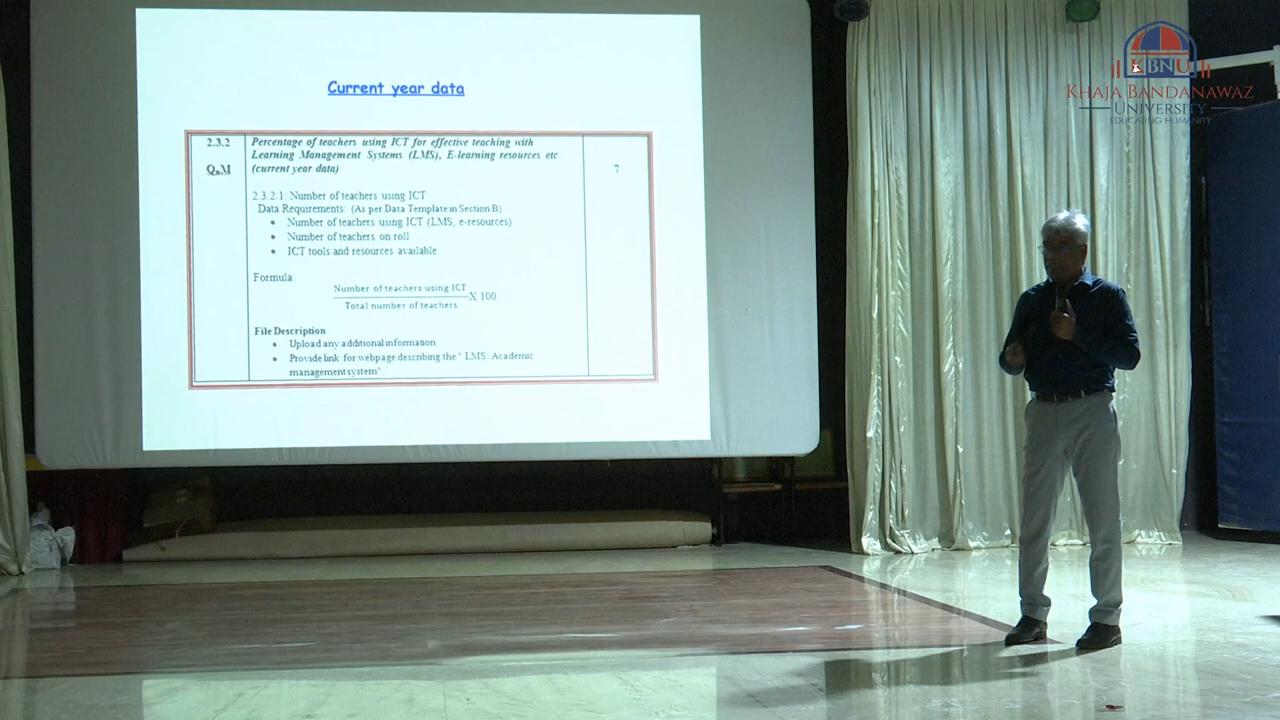 Current year data
2.3.2
QnM
Percentage of teachers using ICT for effective teaching with
Learning Management Systems (LMS), E-learning resources etc
(current year data)
7
2.3.2.1: Number of teachers using ICT
Data Requirements: (As per Data Template in Section B)
• Number of teachers using ICT (LMS, e-resources)
• Number of teachers on roll
• ICT tools and resources available
Formula:
Number of teachers using ICT
X 100
Total number of teachers
File Description
• Upload any additional information
• Provide link for webpage describing the " LMS Academic
management system"
KBNU
KHAJA BANDANAWAZ
UNIVERSITY
EDUCATING HUMANITY